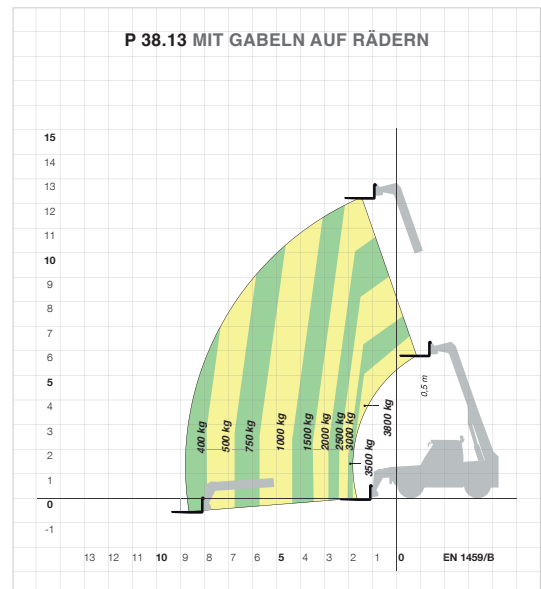 P 38.13 MIT GABELN AUF RÄDERN
15
14
13
12
11
10
9
8
7
6
5
4
3
2
1
0
-1
400 kg
500 kg
750 kg
1000 kg
1500 kg
2000 kg
2500 kg
3000 kg
3500 kg
3800 kg
0,5 m
13 12 11 10 9 8 7 6 5 4 3 2 1 0 EN 1459/B